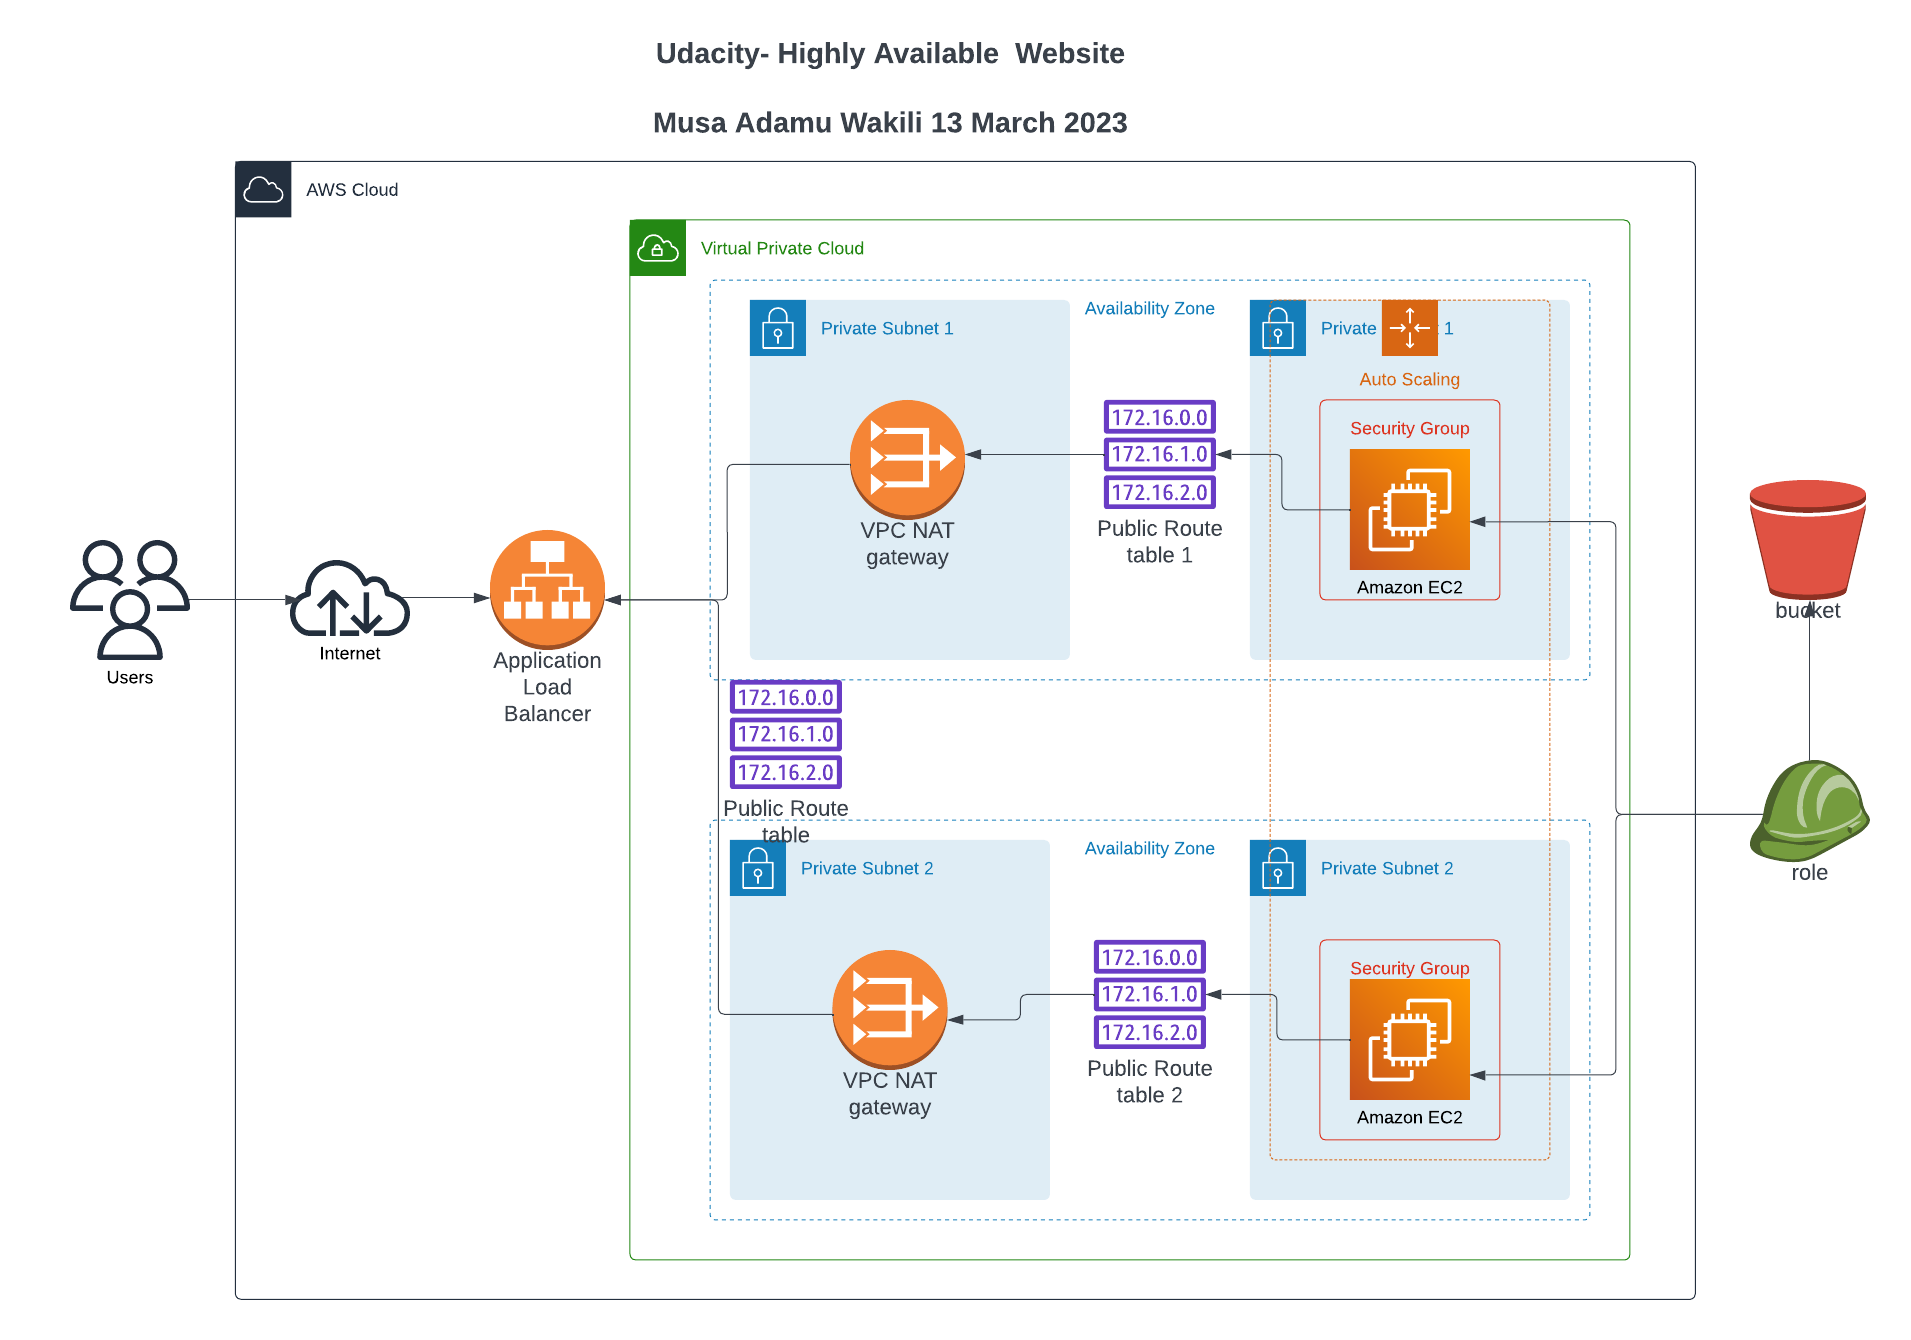 Udacity- Highly Available  Website
Musa Adamu Wakili 13 March 2023
AWS Cloud
Virtual Private Cloud
Availability Zone
Private Subnet 1
Private
1
Auto Scaling
172.16.0.0
172.16.1.0
172.16.2.0
Public Route
table 1
Security Group
Amazon EC2
VPC NAT
gateway
Users
Internet
Application
Load
Balancer
bucket
172.16.0.0
172.16.1.0
172.16.2.0
Public Route
table
Availability Zone
Private Subnet 2
Private Subnet 2
role
172.16.0.0
172.16.1.0
172.16.2.0
Public Route
table 2
Security Group
Amazon EC2
VPC NAT
gateway